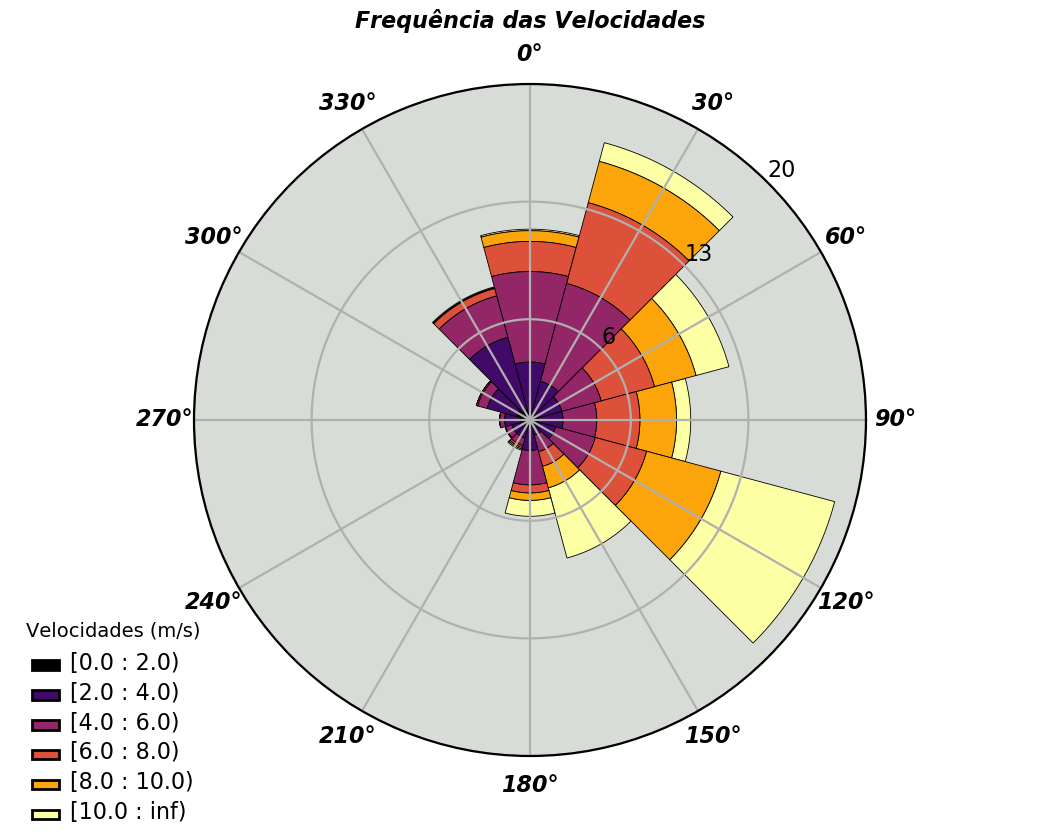 Frequência das Velocidades
0°
330°
30°
20
300°
60°
13
6
270°
90°
240°
120°
210°
150°
180°
Velocidades (m/s)
[0.0 : 2.0)
[2.0 : 4.0)
[4.0 : 6.0)
[6.0 : 8.0)
[8.0 : 10.0)
[10.0 : inf)